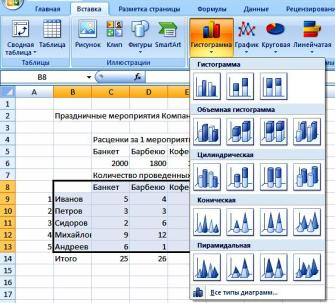 Главная Вставка Разметка страницы Формулы Данные Рецензировани
Сводная таблица Таблица Рисунок Клип Фигуры SmartArt Гистограмма График Круговая Линейчатая
Таблицы Иллюстрации
B8 fx
Гистограмма
A B C D E
1
2 Праздничные мероприятия Компан
3
4 Расценки за 1 мероприят
5 Банкет Барбекю Кофе
6 2000 1800
7 Количество проведенных
8 Банкет Барбекю Кофе
9 1 Иванов 5 4
10 2 Петров 3 3
11 3 Сидоров 2 6
12 4 Михайлов 9 12
13 5 Андреев 6 1
14 Итого 25 26
15
16
17
18
Объемная гистограмма
Цилиндрическая
Коническая
Пирамидальная
Все типы диаграмм...